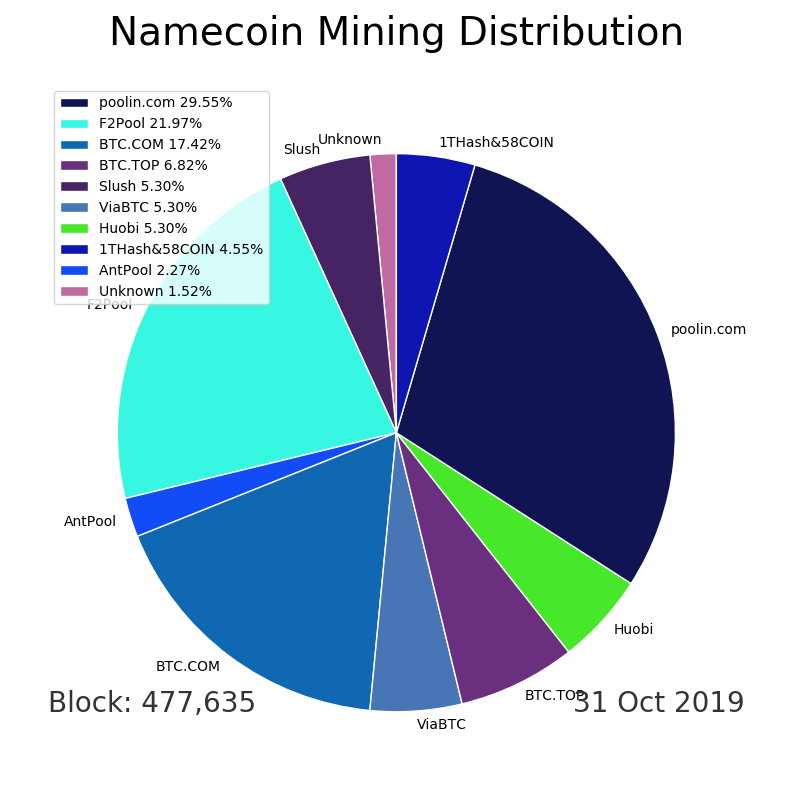 Namecoin Mining Distribution
poolin.com 29.55%
F2Pool 21.97%
BTC.COM 17.42%
BTC.TOP 6.82%
Slush 5.30%
ViaBTC 5.30%
Huobi 5.30%
1THash&58COIN 4.55%
AntPool 2.27%
Unknown 1.52%
Unknown
1THash&58COIN
Slush
F2Pool
poolin.com
AntPool
Huobi
BTC.COM
BTC.TOP
ViaBTC
Block: 477,635
31 Oct 2019